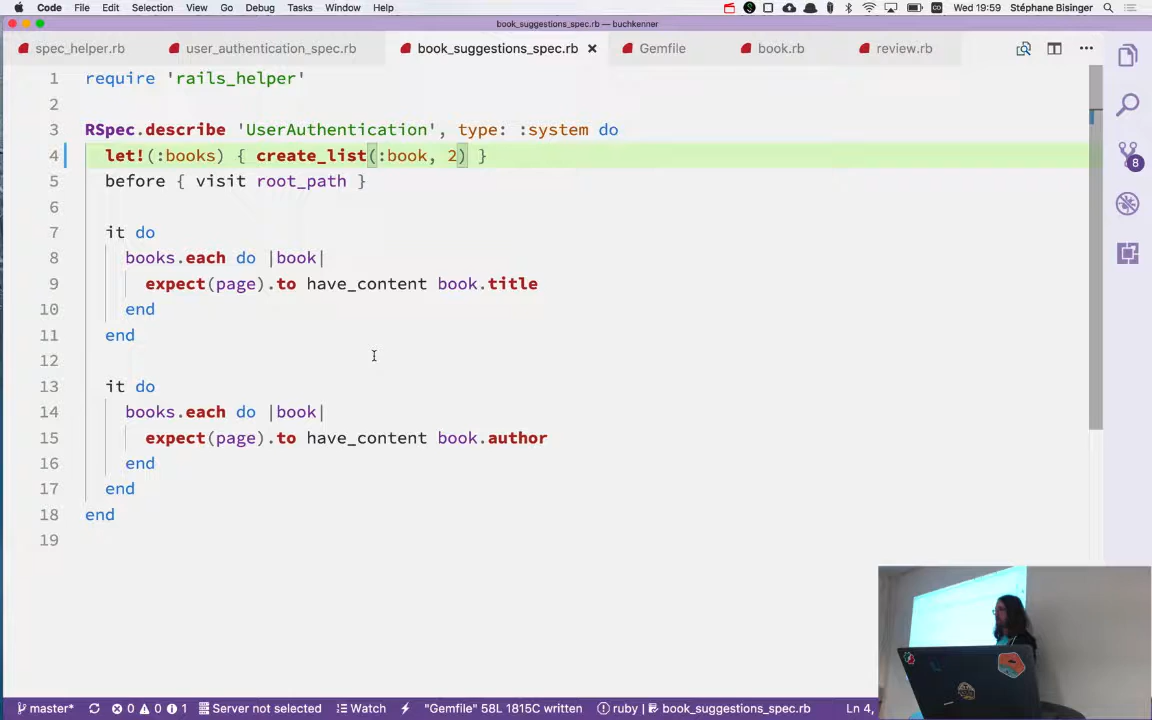 Code File Edit Selection View Go Debug Tasks Window Help Wed 19:59 Stéphane Bisinger
book_suggestions_spec.rb — buchkenner
spec_helper.rb user_authentication_spec.rb book_suggestions_spec.rb Gemfile book.rb review.rb
1 require 'rails_helper'
2
3 RSpec.describe 'UserAuthentication', type: :system do
4 let!(:books) { create_list(:book, 2) }
5 before { visit root_path }
6
7 it do
8 books.each do |book|
9 expect(page).to have_content book.title
10 end
11 end
12
13 it do
14 books.each do |book|
15 expect(page).to have_content book.author
16 end
17 end
18 end
19
8
master* 0 0 1 Server not selected Watch "Gemfile" 58L 1815C written ruby | book_suggestions_spec.rb Ln 4,